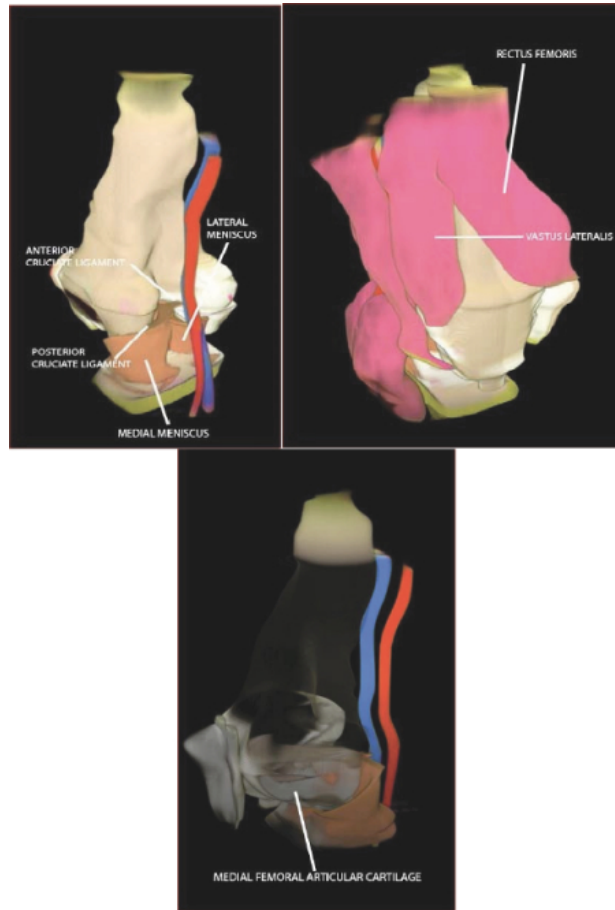 LATERAL
MENISCUS
ANTERIOR
CRUCIATE LIGAMENT
POSTERIOR
CRUCIATE LIGAMENT
MEDIAL MENISCUS
RECTUS FEMORIS
VASTUS LATERALIS
MEDIAL FEMORAL ARTICULAR CARTILAGE